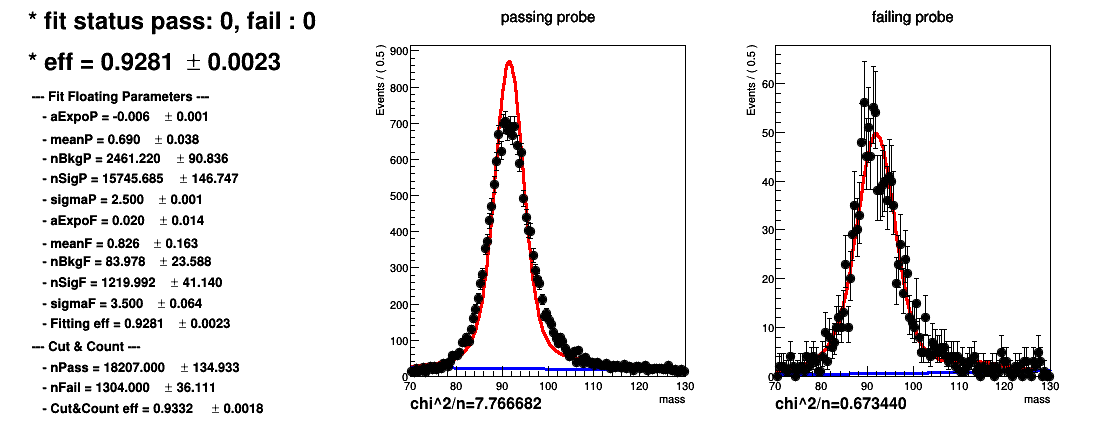 * fit status pass: 0, fail : 0
* eff = 0.9281 ± 0.0023
--- Fit Floating Parameters ---
- aExpoP = -0.006 ± 0.001
- meanP = 0.690 ± 0.038
- nBkgP = 2461.220 ± 90.836
- nSigP = 15745.685 ± 146.747
- sigmaP = 2.500 ± 0.001
- aExpoF = 0.020 ± 0.014
- meanF = 0.826 ± 0.163
- nBkgF = 83.978 ± 23.588
- nSigF = 1219.992 ± 41.140
- sigmaF = 3.500 ± 0.064
- Fitting eff = 0.9281 ± 0.0023
--- Cut & Count ---
- nPass = 18207.000 ± 134.933
- nFail = 1304.000 ± 36.111
- Cut&Count eff = 0.9332 ± 0.0018
passing probe
Events / ( 0.5 )
900
800
700
600
500
400
300
200
100
0
70 80 90 100 110 120 130
mass
chi^2/n=7.766682
failing probe
Events / ( 0.5 )
60
50
40
30
20
10
0
70 80 90 100 110 120 130
mass
chi^2/n=0.673440